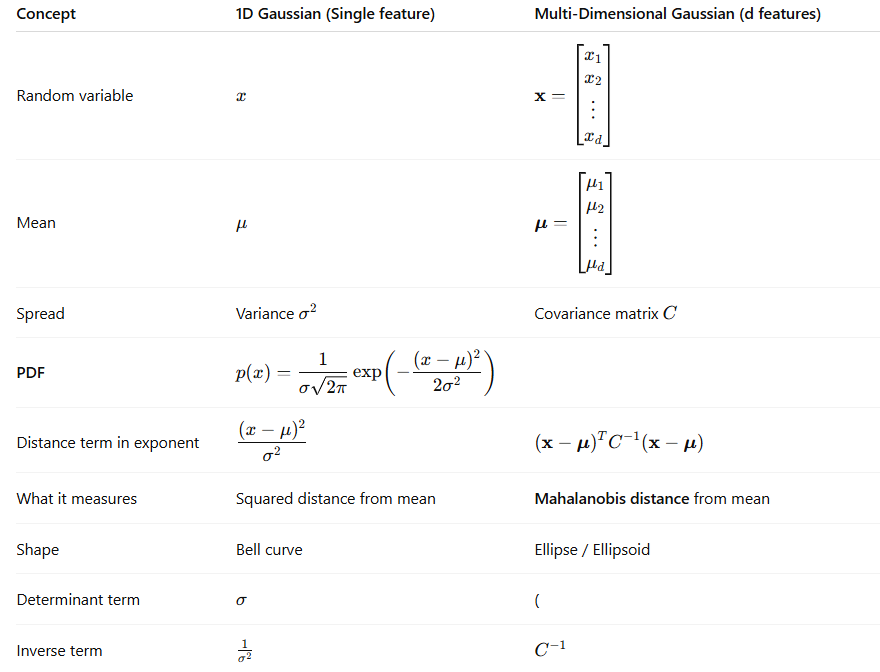 Concept 1D Gaussian (Single feature) Multi-Dimensional Gaussian (d features)
Random variable x 𝐱 = [x₁ x₂ ⋮ x_d]
Mean μ 𝛍 = [μ₁ μ₂ ⋮ μ_d]
Spread Variance σ² Covariance matrix C
PDF p(x) = 1/(σ√2π) exp(−(x − μ)²/2σ²)
Distance term in exponent (x − μ)²/σ² (𝐱 − 𝛍)ᵀC⁻¹(𝐱 − 𝛍)
What it measures Squared distance from mean Mahalanobis distance from mean
Shape Bell curve Ellipse / Ellipsoid
Determinant term σ (
Inverse term 1/σ² C⁻¹